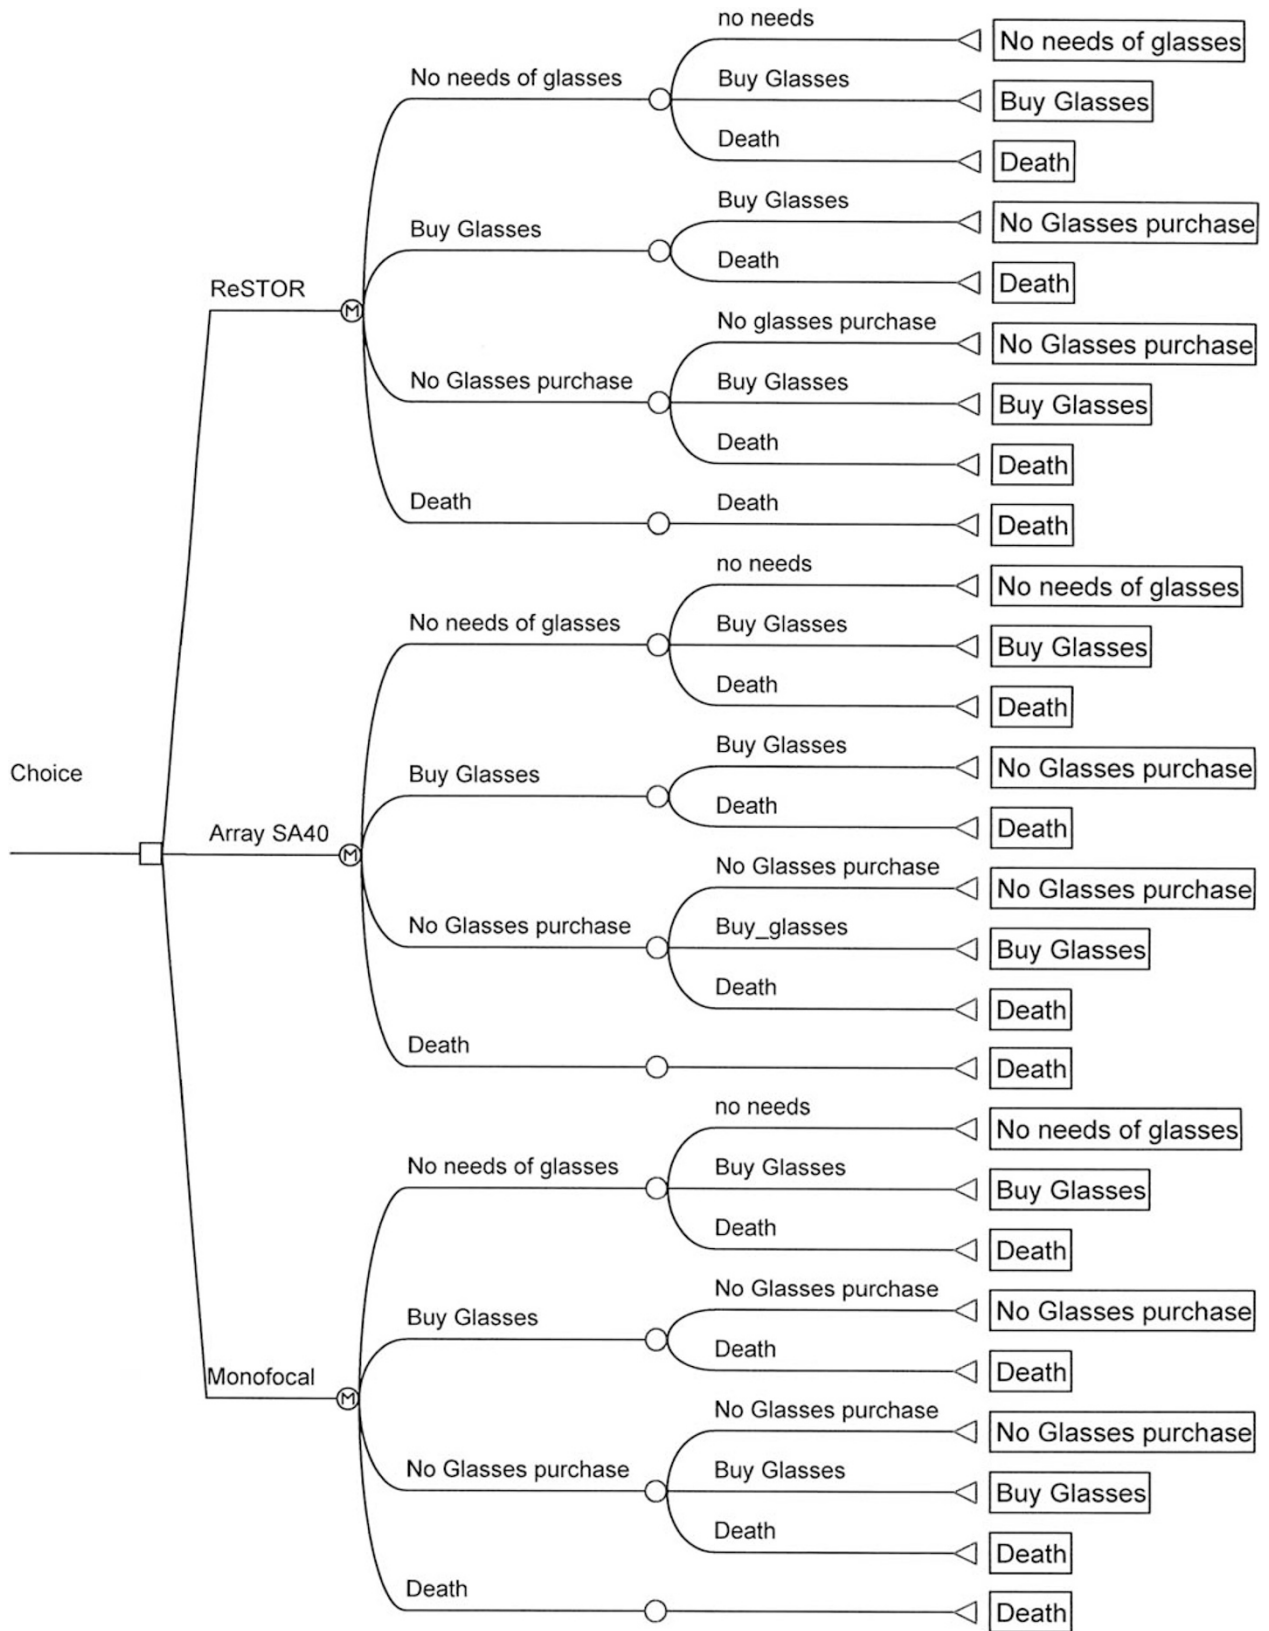 no needs
No needs of glasses
No needs of glasses
Buy Glasses
Buy Glasses
Death
Death
Buy Glasses
No Glasses purchase
Buy Glasses
Death
Death
ReSTOR
No glasses purchase
No Glasses purchase
No Glasses purchase
Buy Glasses
Buy Glasses
Death
Death
Death
Death
Death
no needs
No needs of glasses
No needs of glasses
Buy Glasses
Buy Glasses
Death
Death
Buy Glasses
No Glasses purchase
Choice
Buy Glasses
Death
Death
Array SA40
No Glasses purchase
No Glasses purchase
No Glasses purchase
Buy_glasses
Buy Glasses
Death
Death
Death
Death
no needs
No needs of glasses
No needs of glasses
Buy Glasses
Buy Glasses
Death
Death
No Glasses purchase
No Glasses purchase
Buy Glasses
Death
Death
Monofocal
No Glasses purchase
No Glasses purchase
No Glasses purchase
Buy Glasses
Buy Glasses
Death
Death
Death
Death
M
M
M